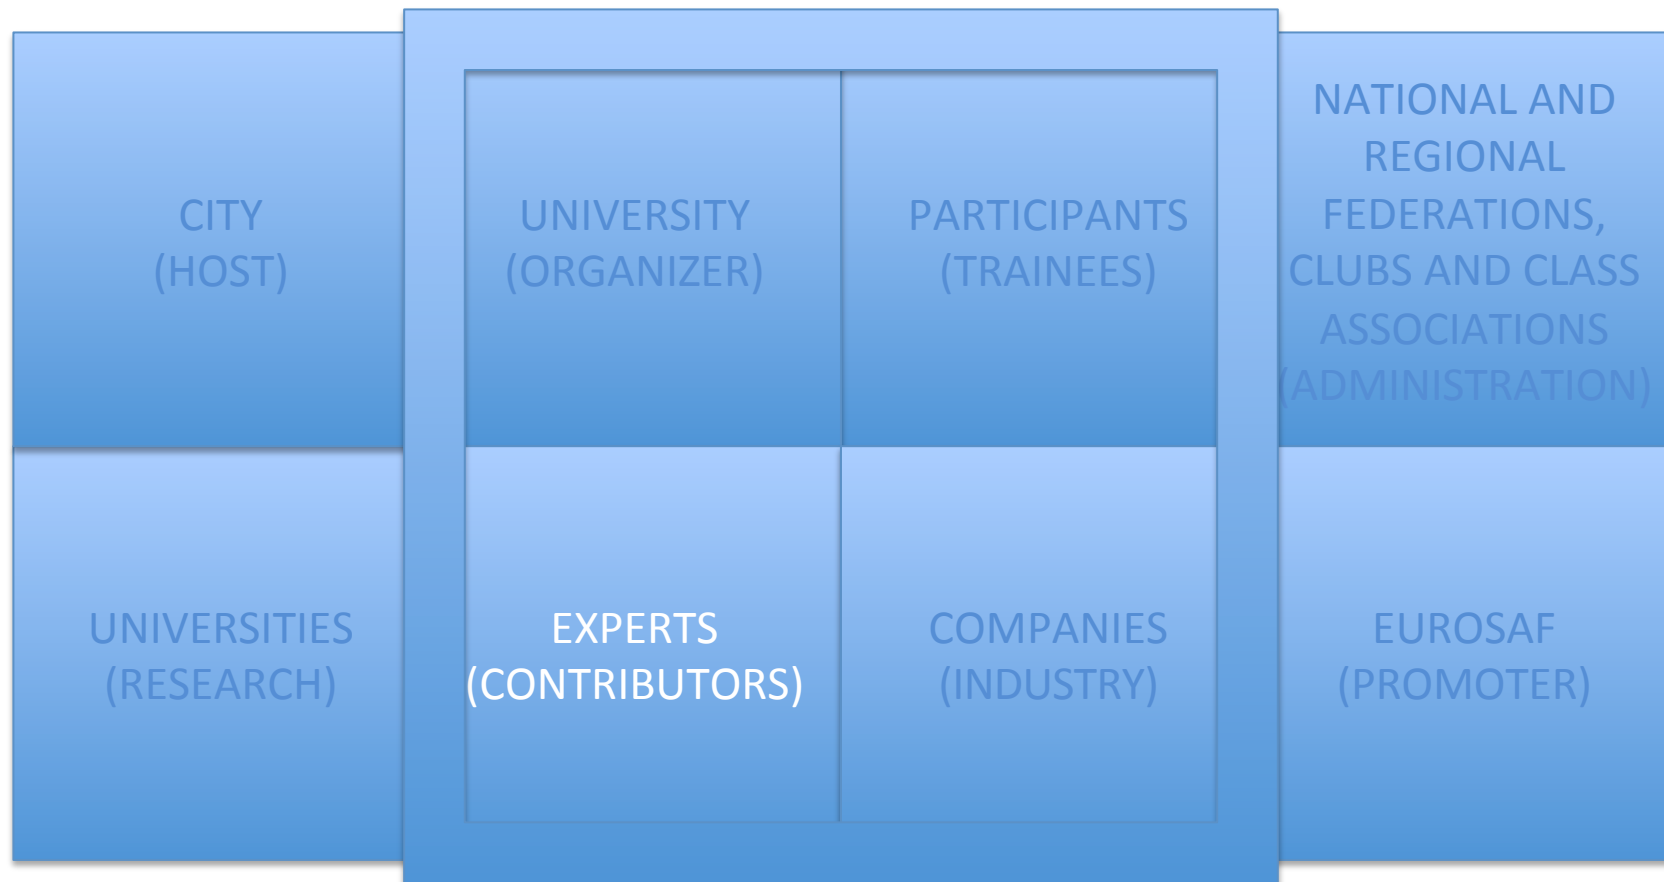 CITY
(HOST)
UNIVERSITY
(ORGANIZER)
PARTICIPANTS
(TRAINEES)
NATIONAL AND
REGIONAL
FEDERATIONS,
CLUBS AND CLASS
ASSOCIATIONS
(ADMINISTRATION)
UNIVERSITIES
(RESEARCH)
EXPERTS
(CONTRIBUTORS)
COMPANIES
(INDUSTRY)
EUROSAF
(PROMOTER)